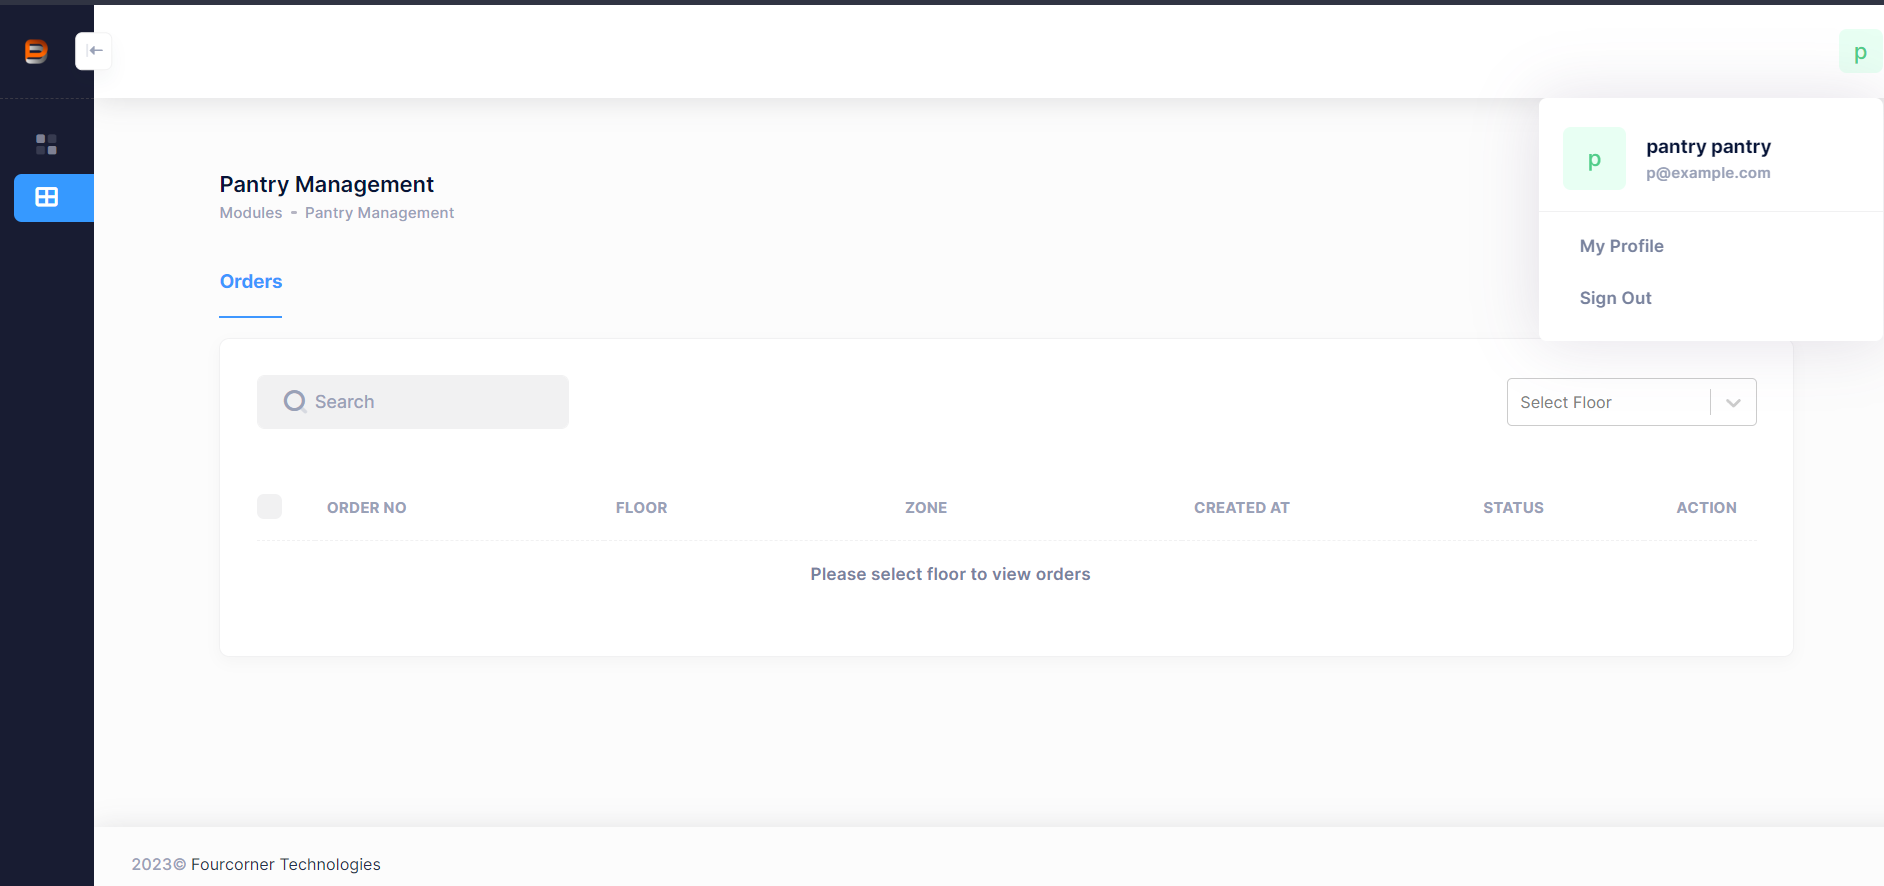 p
p
pantry pantry
p@example.com
My Profile
Sign Out
Pantry Management
Modules - Pantry Management
Orders
Search
Select Floor
ORDER NO FLOOR ZONE CREATED AT STATUS ACTION
Please select floor to view orders
2023© Fourcorner Technologies